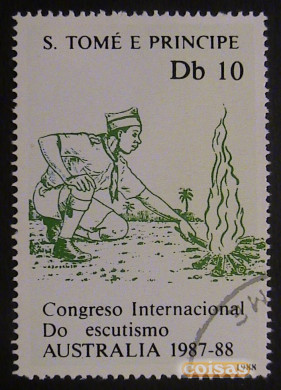 S. TOMÉ E PRINCIPE
Db 10
Congreso Internacional
Do escutismo
AUSTRALIA 1987-88
1988
coisas